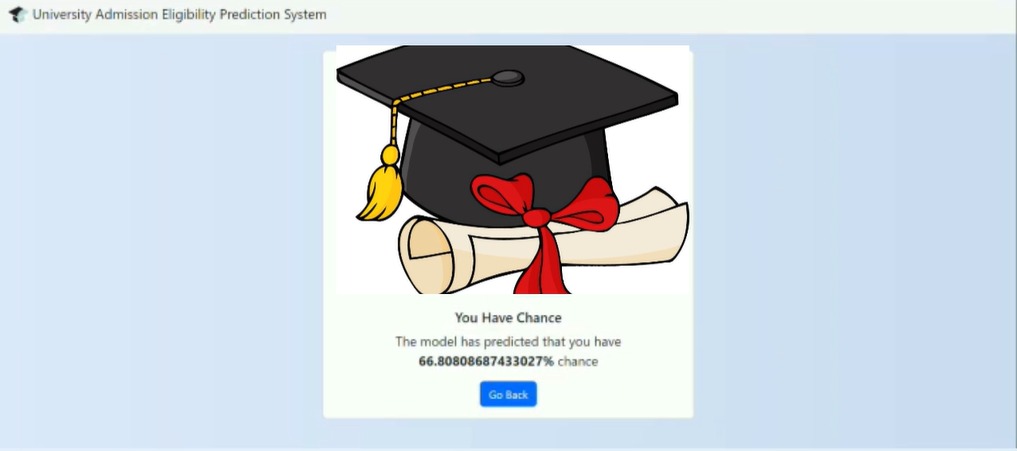 University Admission Eligibility Prediction System
You Have Chance
The model has predicted that you have
66.80808687433027% chance
Go Back